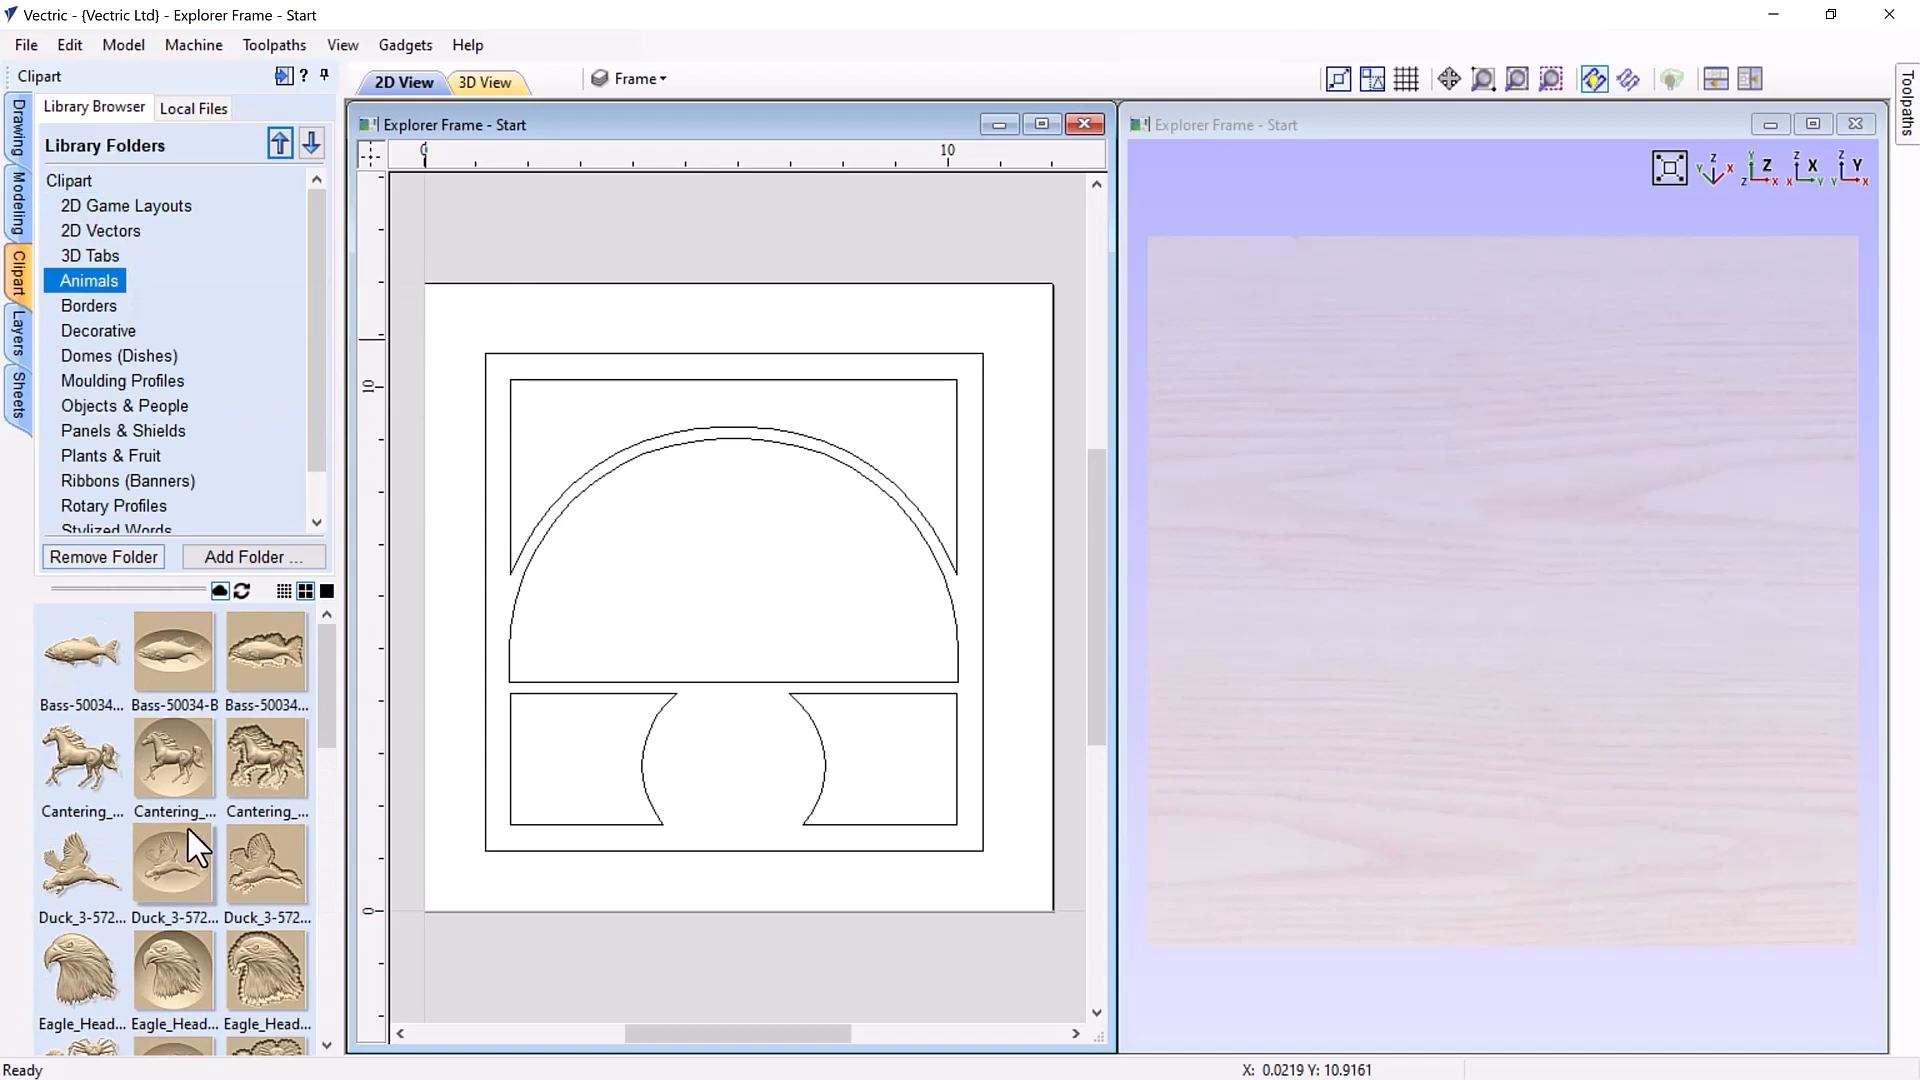 Vectric - {Vectric Ltd} - Explorer Frame - Start
File Edit Model Machine Toolpaths View Gadgets Help
Clipart ?
2D View 3D View Frame
Toolpaths
Library Browser Local Files
Drawing
Modeling
Clipart
Layers
Sheets
Library Folders
Clipart
2D Game Layouts
2D Vectors
3D Tabs
Animals
Borders
Decorative
Domes (Dishes)
Moulding Profiles
Objects & People
Panels & Shields
Plants & Fruit
Ribbons (Banners)
Rotary Profiles
Stylized Words
Remove Folder Add Folder ...
Bass-50034... Bass-50034-B Bass-50034...
Cantering_... Cantering_... Cantering_...
Duck_3-572... Duck_3-572... Duck_3-572...
Eagle_Head... Eagle_Head... Eagle_Head...
Explorer Frame - Start
0 10
10
0
Explorer Frame - Start
Z Y X
Y Z Z X
Z X X Y
Z Y Y X
Ready X: 0.0219 Y: 10.9161